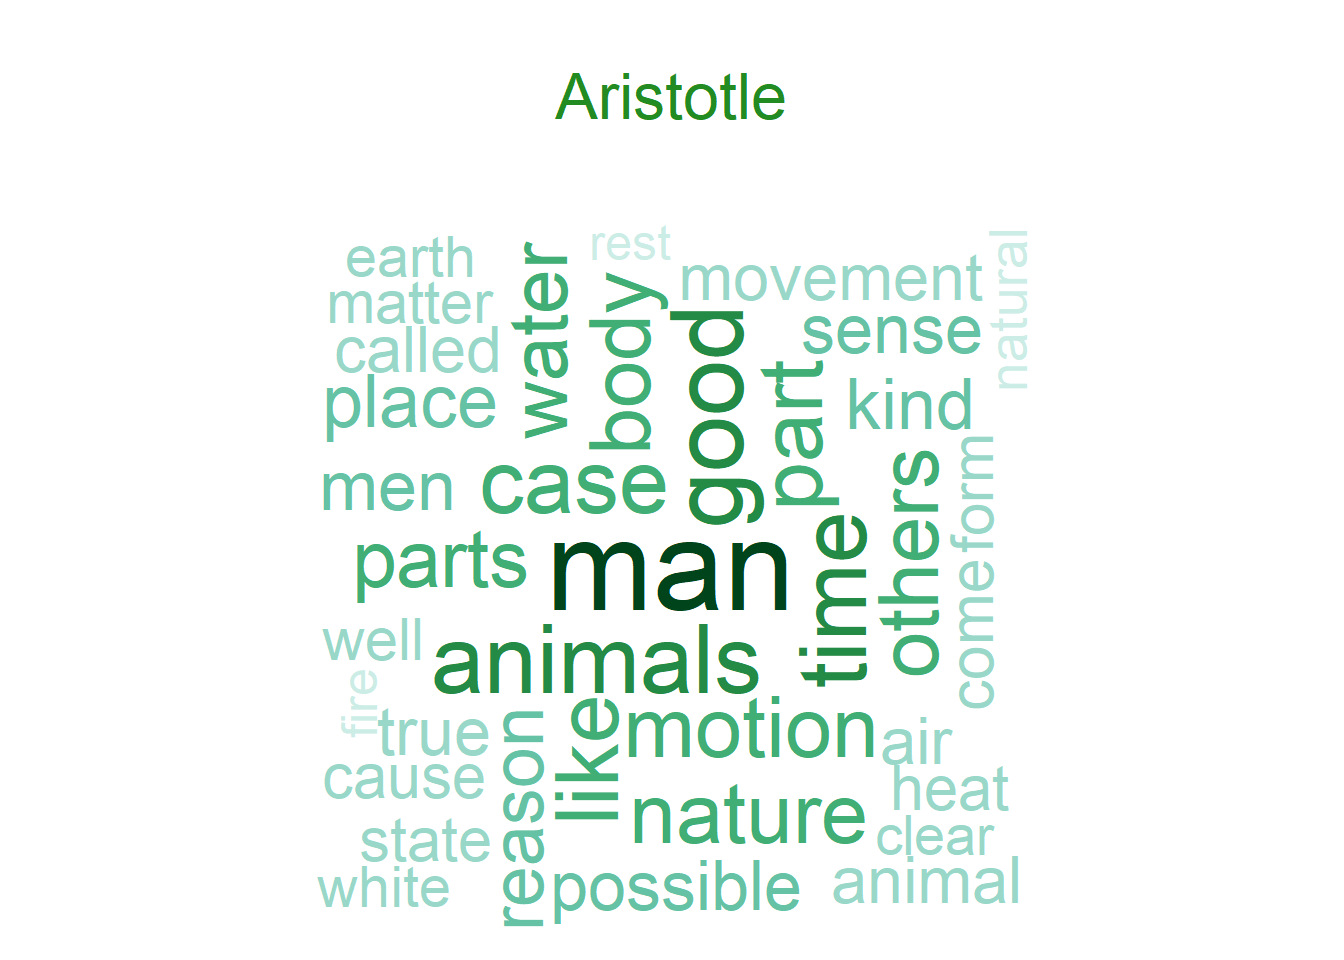 Aristotle
earth
rest
natural
water
movement
matter
body
good
sense
called
part
place
kind
men
case
others
form
parts
man
time
come
well
animals
fire
true
reason
like
motion
air
cause
heat
nature
state
clear
white
possible
animal